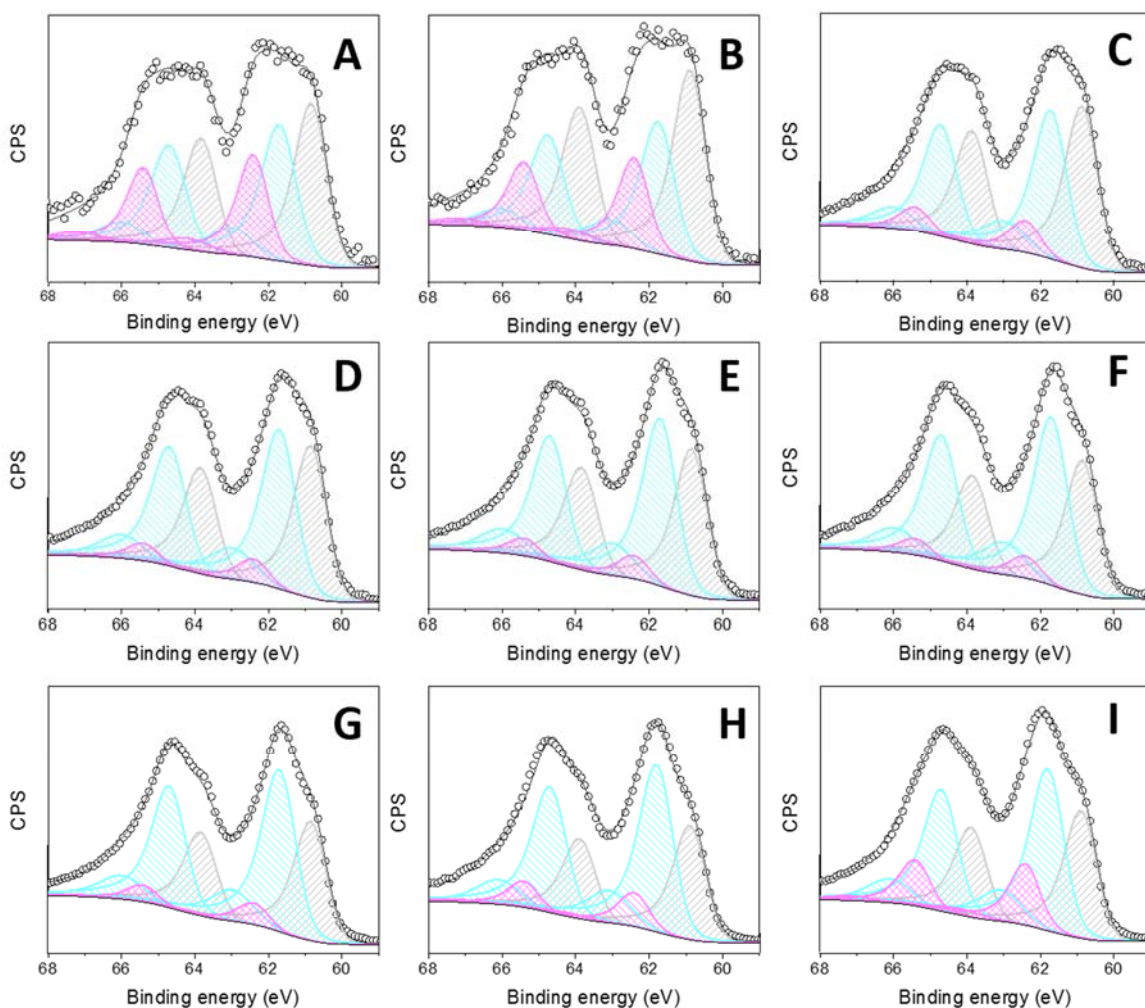 A
B
C
CPS
CPS
CPS
68 66 64 62 60
68 66 64 62 60
68 66 64 62 60
Binding energy (eV)
Binding energy (eV)
Binding energy (eV)
D
E
F
CPS
CPS
CPS
68 66 64 62 60
68 66 64 62 60
68 66 64 62 60
Binding energy (eV)
Binding energy (eV)
Binding energy (eV)
G
H
I
CPS
CPS
CPS
68 66 64 62 60
68 66 64 62 60
68 66 64 62 60
Binding energy (eV)
Binding energy (eV)
Binding energy (eV)